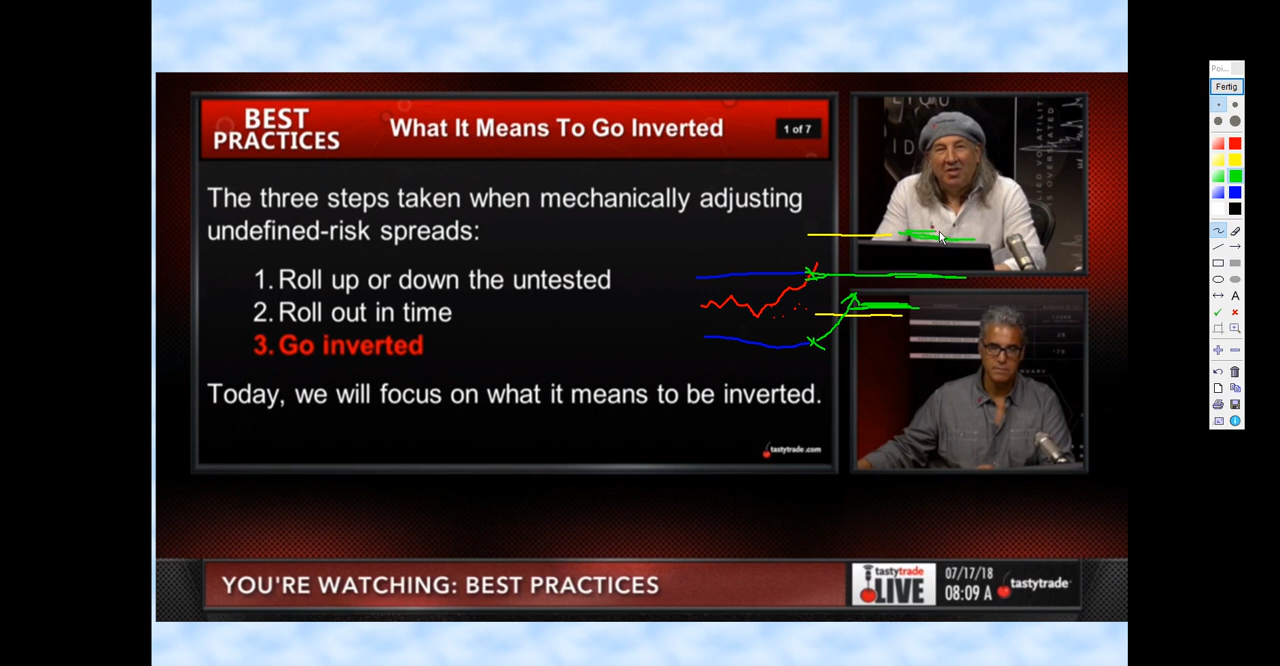 BEST
PRACTICES
What It Means To Go Inverted
1 of 7
The three steps taken when mechanically adjusting
undefined-risk spreads:
1. Roll up or down the untested
2. Roll out in time
3. Go inverted
Today, we will focus on what it means to be inverted.
tastytrade.com
YOU'RE WATCHING: BEST PRACTICES
tastytrade
LIVE
07/17/18
08:09 A
tastytrade
Poi...
Fertig
A